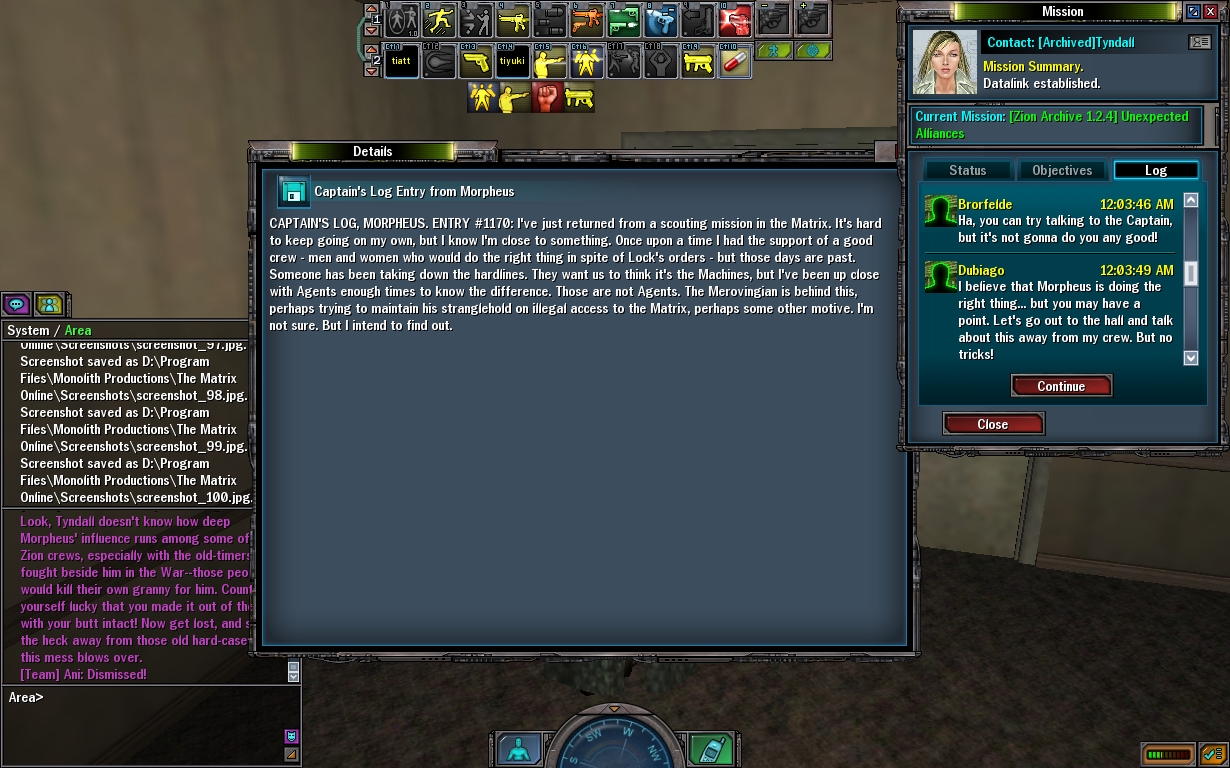 Mission
Contact: [Archived]Tyndall
Mission Summary.
Datalink established.
Current Mission: [Zion Archive 1.2.4] Unexpected
Alliances
Status
Objectives
Log
Brorfelde 12:03:46 AM
Ha, you can try talking to the Captain,
but it's not gonna do you any good!
Dubiago 12:03:49 AM
I believe that Morpheus is doing the
right thing... but you may have a
point. Let's go out to the hall and talk
about this away from my crew. But no
tricks!
Continue
Close
1
2
tiatt
tiyuki
Details
Captain's Log Entry from Morpheus
CAPTAIN'S LOG, MORPHEUS. ENTRY #1170: I've just returned from a scouting mission in the Matrix. It's hard
to keep going on my own, but I know I'm close to something. Once upon a time I had the support of a good
crew - men and women who would do the right thing in spite of Lock's orders - but those days are past.
Someone has been taking down the hardlines. They want us to think it's the Machines, but I've been up close
with Agents enough times to know the difference. Those are not Agents. The Merovingian is behind this,
perhaps trying to maintain his stranglehold on illegal access to the Matrix, perhaps some other motive. I'm
not sure. But I intend to find out.
System / Area
Online\Screenshots\screenshot_97.jpg.
Screenshot saved as D:\Program
Files\Monolith Productions\The Matrix
Online\Screenshots\screenshot_98.jpg.
Screenshot saved as D:\Program
Files\Monolith Productions\The Matrix
Online\Screenshots\screenshot_99.jpg.
Screenshot saved as D:\Program
Files\Monolith Productions\The Matrix
Online\Screenshots\screenshot_100.jpg.
Look, Tyndall doesn't know how deep
Morpheus' influence runs among some of
Zion crews, especially with the old-timers
fought beside him in the War--those peo
would kill their own granny for him. Coun
yourself lucky that you made it out of th
with your butt intact! Now get lost, and s
the heck away from those old hard-case
this mess blows over.
[Team] Ani: Dismissed!
Area>
S
SW
W
NW